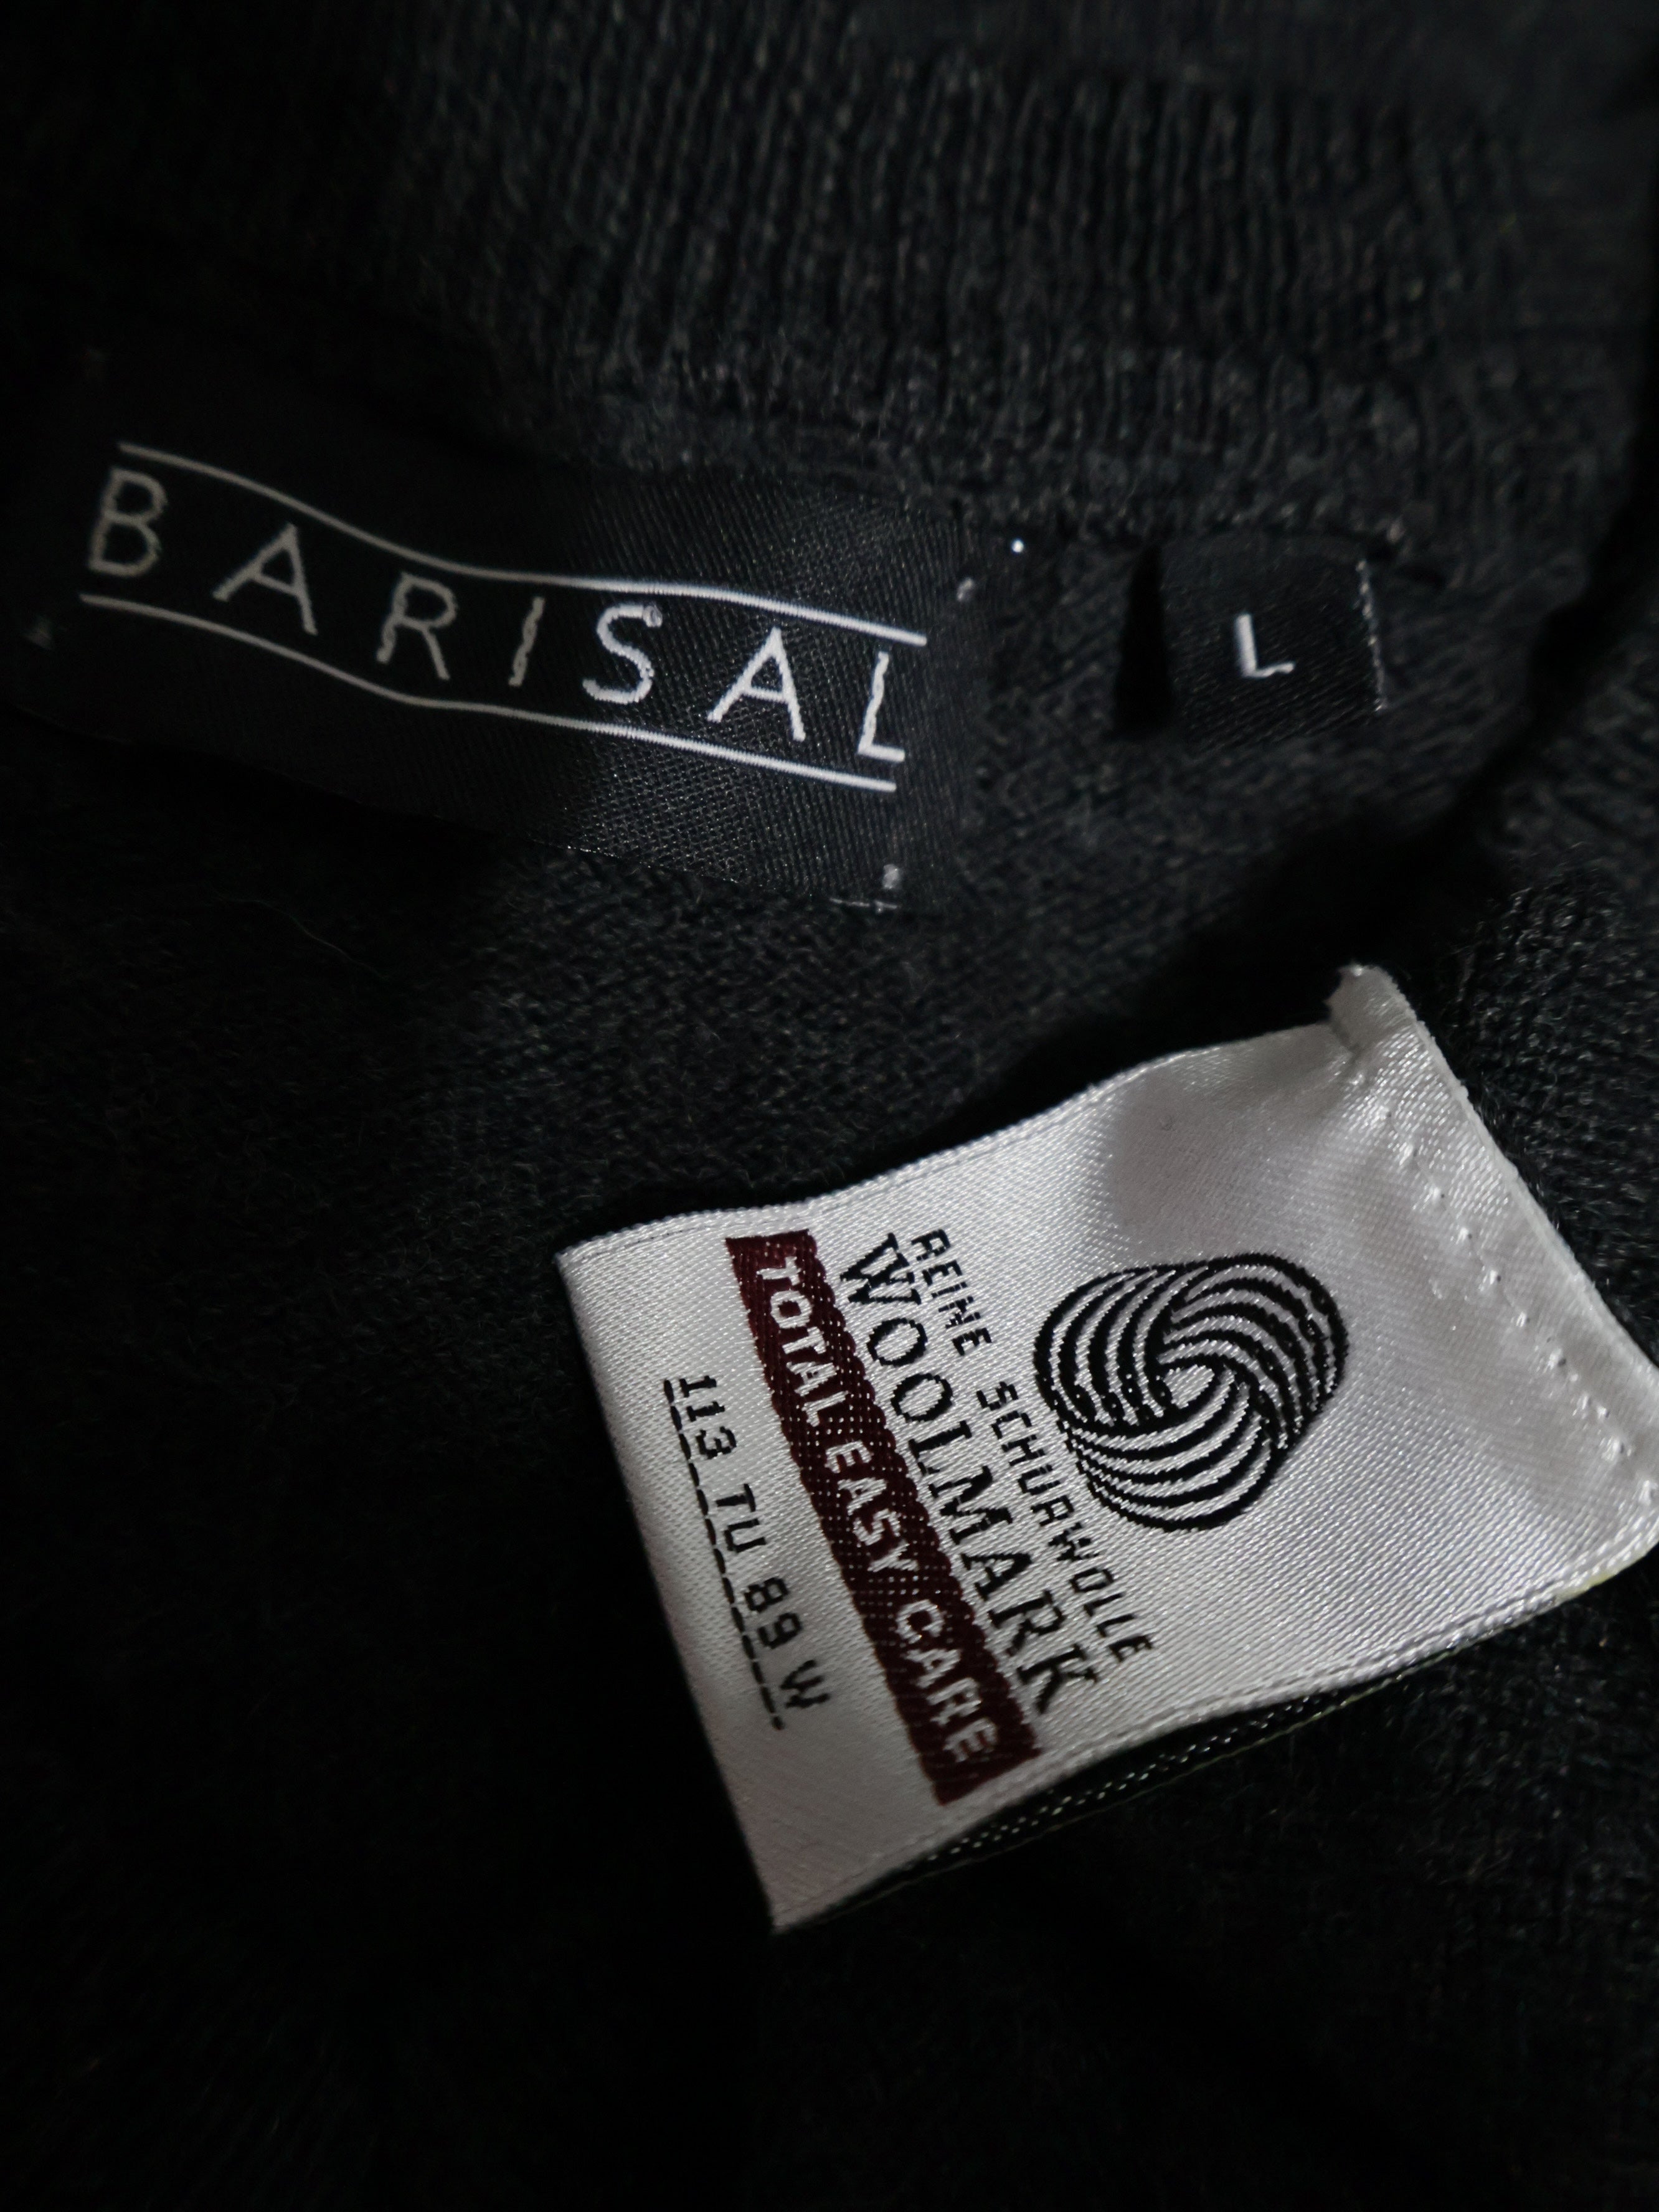 BARISAL
L
REINE SCHURWOLLE
WOOLMARK
TOTAL EASY CARE
113 TU 89 W